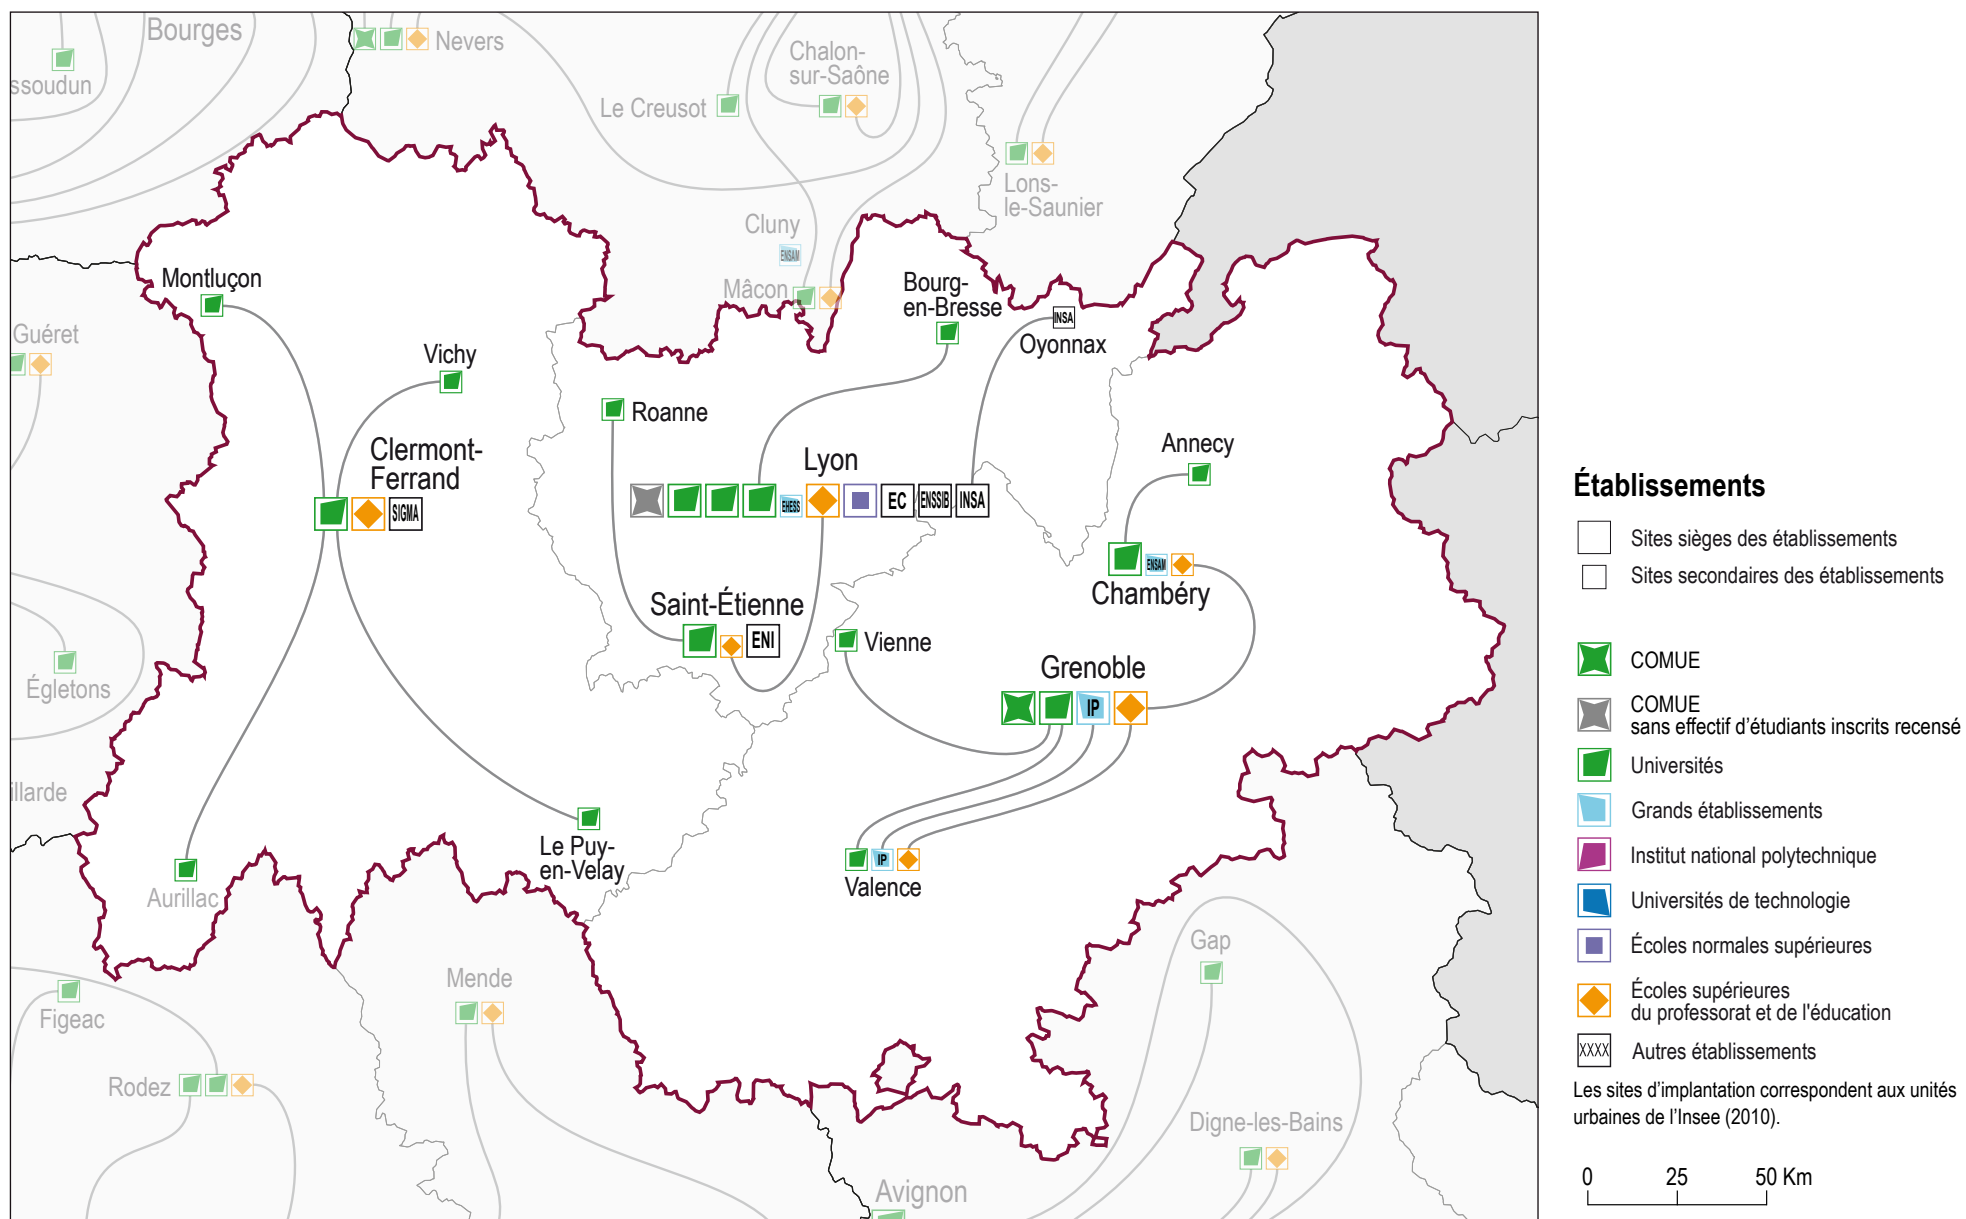 Bourges
Nevers
ssoudun
Chalon-
sur-Saône
Le Creusot
Lons-
le-Saunier
Cluny
ENSAM
Mâcon
Montluçon
Bourg-
en-Bresse
INSA
Oyonnax
Guéret
Vichy
Roanne
Clermont-
Ferrand
SIGMA
Lyon
EHESS
EC
ENSSIB
INSA
Annecy
ENSAM
Chambéry
Saint-Étienne
ENI
Vienne
Grenoble
IP
Égletons
illarde
Le Puy-
en-Velay
IP
Valence
Aurillac
Gap
Mende
Figeac
Rodez
Digne-les-Bains
Avignon
Établissements
Sites sièges des établissements
Sites secondaires des établissements
COMUE
COMUE
sans effectif d'étudiants inscrits recensé
Universités
Grands établissements
Institut national polytechnique
Universités de technologie
Écoles normales supérieures
Écoles supérieures
du professorat et de l'éducation
XXXX
Autres établissements
Les sites d'implantation correspondent aux unités
urbaines de l'Insee (2010).
0 25 50 Km